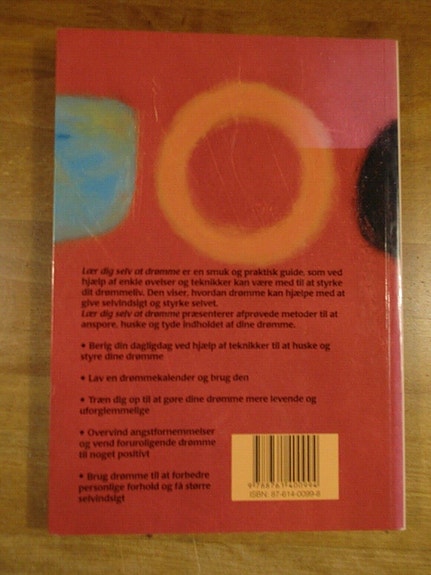 Lær dig selv at drømme er en smuk og praktisk guide, som ved
hjælp af enkle øvelser og teknikker kan være med til at styrke
dit drømmeliv. Den viser, hvordan drømme kan hjælpe med at
give selvindsigt og styrke selvet.
Lær dig selv at drømme præsenterer afprøvede metoder til at
anspore, huske og tyde indholdet af dine drømme.
• Berig din dagligdag ved hjælp af teknikker til at huske og
styre dine drømme
• Lav en drømmekalender og brug den
• Træn dig op til at gøre dine drømme mere levende og
uforglemmelige
• Overvind angstfornemmelser
og vend foruroligende drømme
til noget positivt
• Brug drømme til at forbedre
personlige forhold og få større
selvindsigt
9 788761 400994
ISBN: 87-614-0099-8